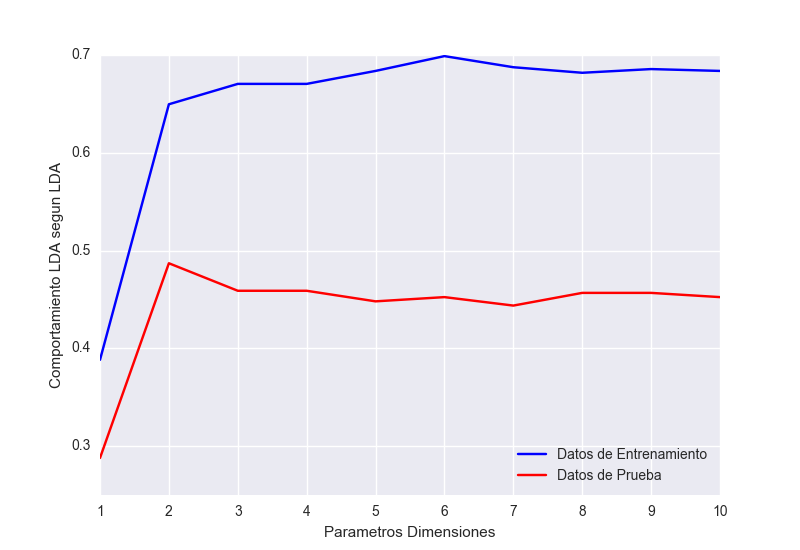 0.7
0.6
0.5
0.4
0.3
Comportamiento LDA segun LDA
Datos de Entrenamiento
Datos de Prueba
1 2 3 4 5 6 7 8 9 10
Parametros Dimensiones